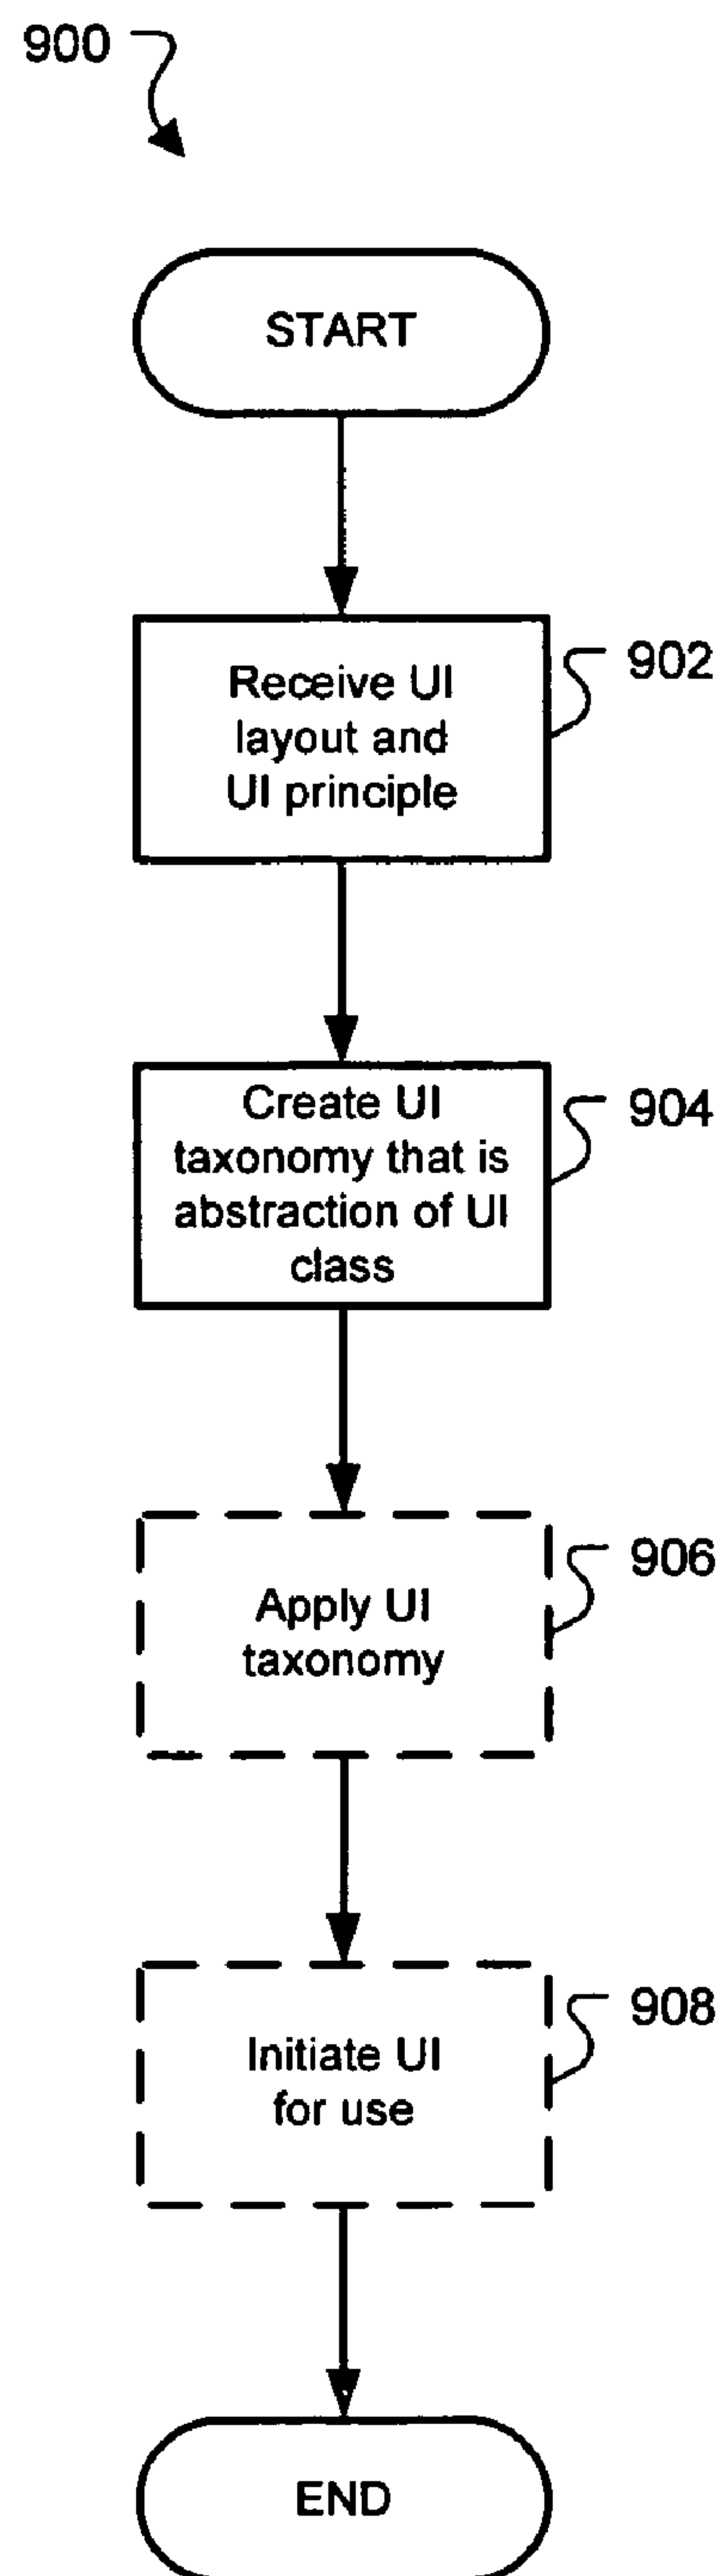 900
START
Receive UI
layout and
UI principle
902
Create UI
taxonomy that is
abstraction of UI
class
904
Apply UI
taxonomy
906
Initiate UI
for use
908
END